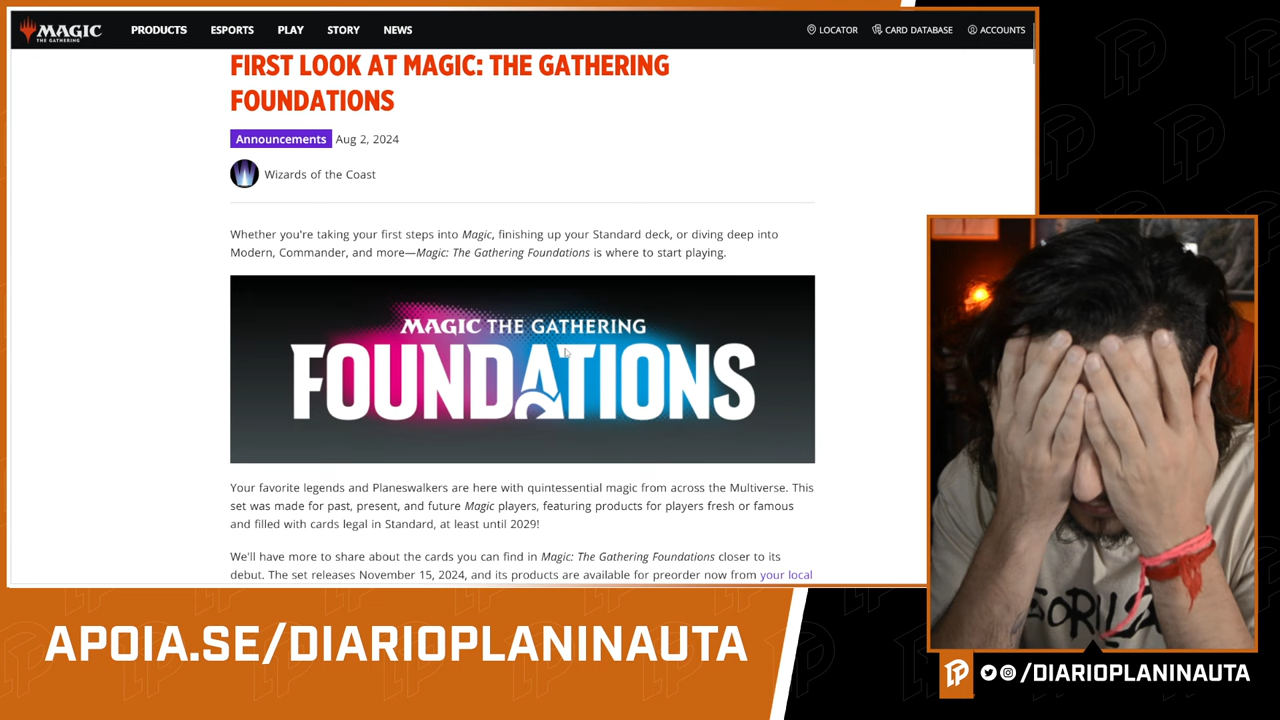 MAGIC
THE GATHERING
PRODUCTS
ESPORTS
PLAY
STORY
NEWS
LOCATOR
CARD DATABASE
ACCOUNTS
FIRST LOOK AT MAGIC: THE GATHERING
FOUNDATIONS
Announcements Aug 2, 2024
Wizards of the Coast
Whether you're taking your first steps into Magic, finishing up your Standard deck, or diving deep into
Modern, Commander, and more—Magic: The Gathering Foundations is where to start playing.
MAGIC THE GATHERING
FOUNDATIONS
Your favorite legends and Planeswalkers are here with quintessential magic from across the Multiverse. This
set was made for past, present, and future Magic players, featuring products for players fresh or famous
and filled with cards legal in Standard, at least until 2029!
We'll have more to share about the cards you can find in Magic: The Gathering Foundations closer to its
debut. The set releases November 15, 2024, and its products are available for preorder now from your local
APOIA.SE/DIARIOPLANINAUTA
/DIARIOPLANINAUTA